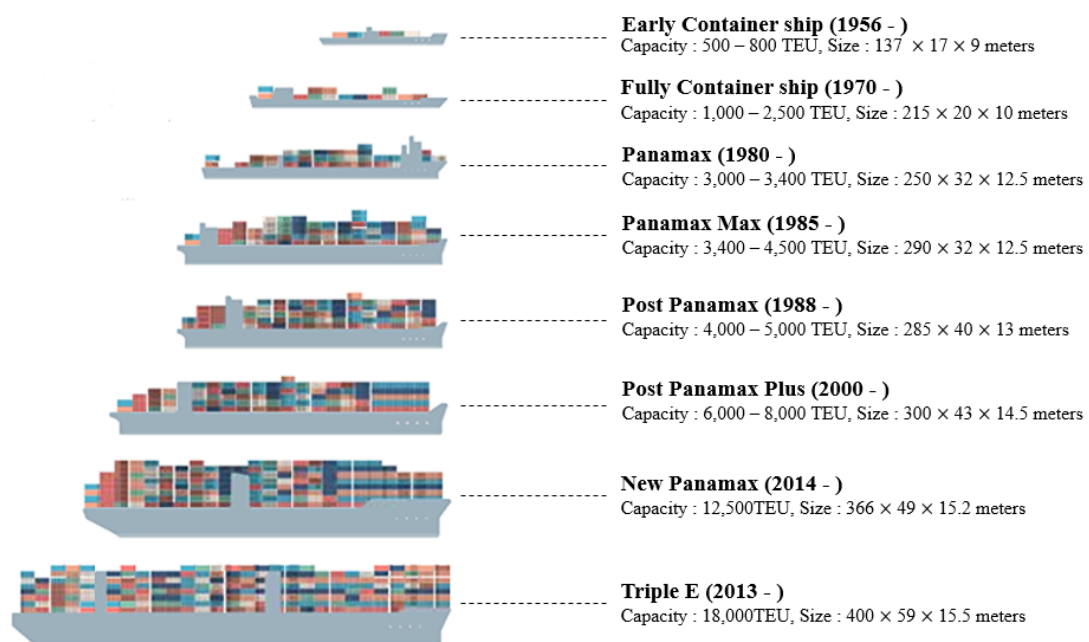 Early Container ship (1956 - )
Capacity : 500 – 800 TEU, Size : 137 × 17 × 9 meters
Fully Container ship (1970 - )
Capacity : 1,000 – 2,500 TEU, Size : 215 × 20 × 10 meters
Panamax (1980 - )
Capacity : 3,000 – 3,400 TEU, Size : 250 × 32 × 12.5 meters
Panamax Max (1985 - )
Capacity : 3,400 – 4,500 TEU, Size : 290 × 32 × 12.5 meters
Post Panamax (1988 - )
Capacity : 4,000 – 5,000 TEU, Size : 285 × 40 × 13 meters
Post Panamax Plus (2000 - )
Capacity : 6,000 – 8,000 TEU, Size : 300 × 43 × 14.5 meters
New Panamax (2014 - )
Capacity : 12,500TEU, Size : 366 × 49 × 15.2 meters
Triple E (2013 - )
Capacity : 18,000TEU, Size : 400 × 59 × 15.5 meters